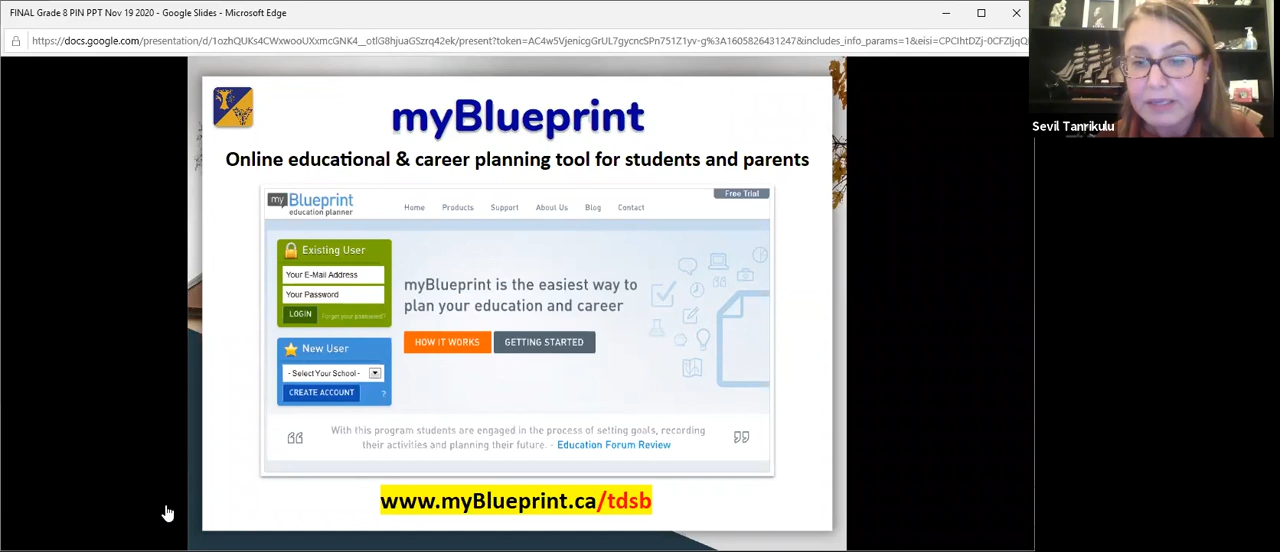 FINAL Grade 8 PIN PPT Nov 19 2020 - Google Slides - Microsoft Edge
myBlueprint
Online educational & career planning tool for students and parents
my Blueprint
education planner
Free Trial
Home Products Support About Us Blog Contact
Existing User
Your E-Mail Address
Your Password
LOGIN Forgot your password?
New User
- Select Your School -
CREATE ACCOUNT ?
myBlueprint is the easiest way to
plan your education and career
HOW IT WORKS GETTING STARTED
With this program students are engaged in the process of setting goals, recording
their activities and planning their future. - Education Forum Review
www.myBlueprint.ca/tdsb
Sevil Tanrikulu